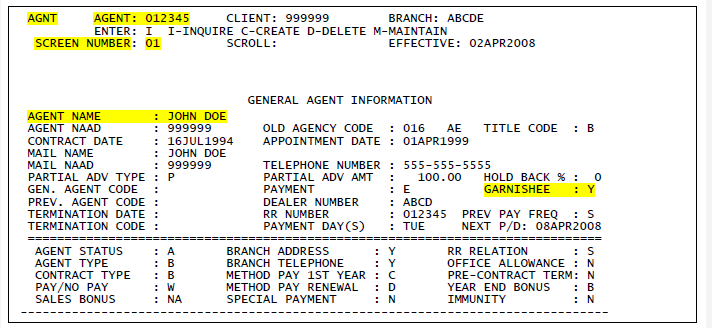 AGNT     AGENT: 012345     CLIENT: 999999        BRANCH: ABCDE
ENTER: I  I-INQUIRE C-CREATE D-DELETE M-MAINTAIN
SCREEN NUMBER: 01         SCROLL:               EFFECTIVE: 02APR2008
GENERAL AGENT INFORMATION
AGENT NAME       : JOHN DOE
AGENT NAAD       : 999999       OLD AGENCY CODE  : 016   AE   TITLE CODE  : B
CONTRACT DATE    : 16JUL1994    APPOINTMENT DATE : 01APR1999
MAIL NAME        : JOHN DOE
MAIL NAAD        : 999999       TELEPHONE NUMBER : 555-555-5555
PARTIAL ADV TYPE : P            PARTIAL ADV AMT  :   100.00   HOLD BACK % :  0
GEN. AGENT CODE  :              PAYMENT          : E          GARNISHEE   : Y
PREV. AGENT CODE :              DEALER NUMBER    : ABCD
TERMINATION DATE :              RR NUMBER        : 012345  PREV PAY FREQ : S
TERMINATION CODE :              PAYMENT DAY(S)   : TUE     NEXT P/D: 08APR2008
==============================================================================
AGENT STATUS    : A       BRANCH ADDRESS      : Y       RR RELATION      : S
AGENT TYPE      : B       BRANCH TELEPHONE    : Y       OFFICE ALLOWANCE : N
CONTRACT TYPE   : B       METHOD PAY 1ST YEAR : C       PRE-CONTRACT TERM: N
PAY/NO PAY      : W       METHOD PAY RENEWAL  : D       YEAR END BONUS   : B
SALES BONUS     : NA      SPECIAL PAYMENT     : N       IMMUNITY         : N
------------------------------------------------------------------------------